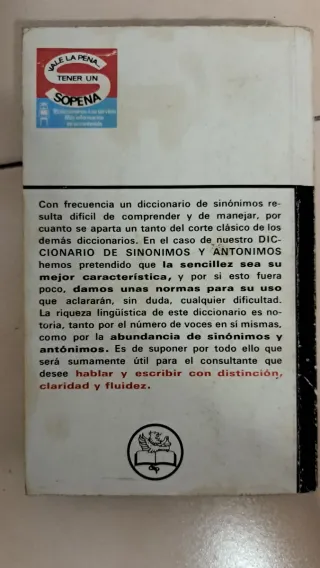 VALE LA PENA...
TENER UN
SOPENA
Con frecuencia un diccionario de sinónimos re-
sulta difícil de comprender y de manejar, por
cuanto se aparta un tanto del corte clásico de los
demás diccionarios. En el caso de nuestro DIC-
CIONARIO DE SINONIMOS Y ANTONIMOS
hemos pretendido que la sencillez sea su
mejor característica, y por si esto fuera
poco, damos unas normas para su uso
que aclararán, sin duda, cualquier dificultad.
La riqueza lingüística de este diccionario es no-
toria, tanto por el número de voces en si mismas,
como por la abundancia de sinónimos y
antónimos. Es de suponer por todo ello que
será sumamente útil para el consultante que
desee hablar y escribir con distinción,
claridad y fluidez.